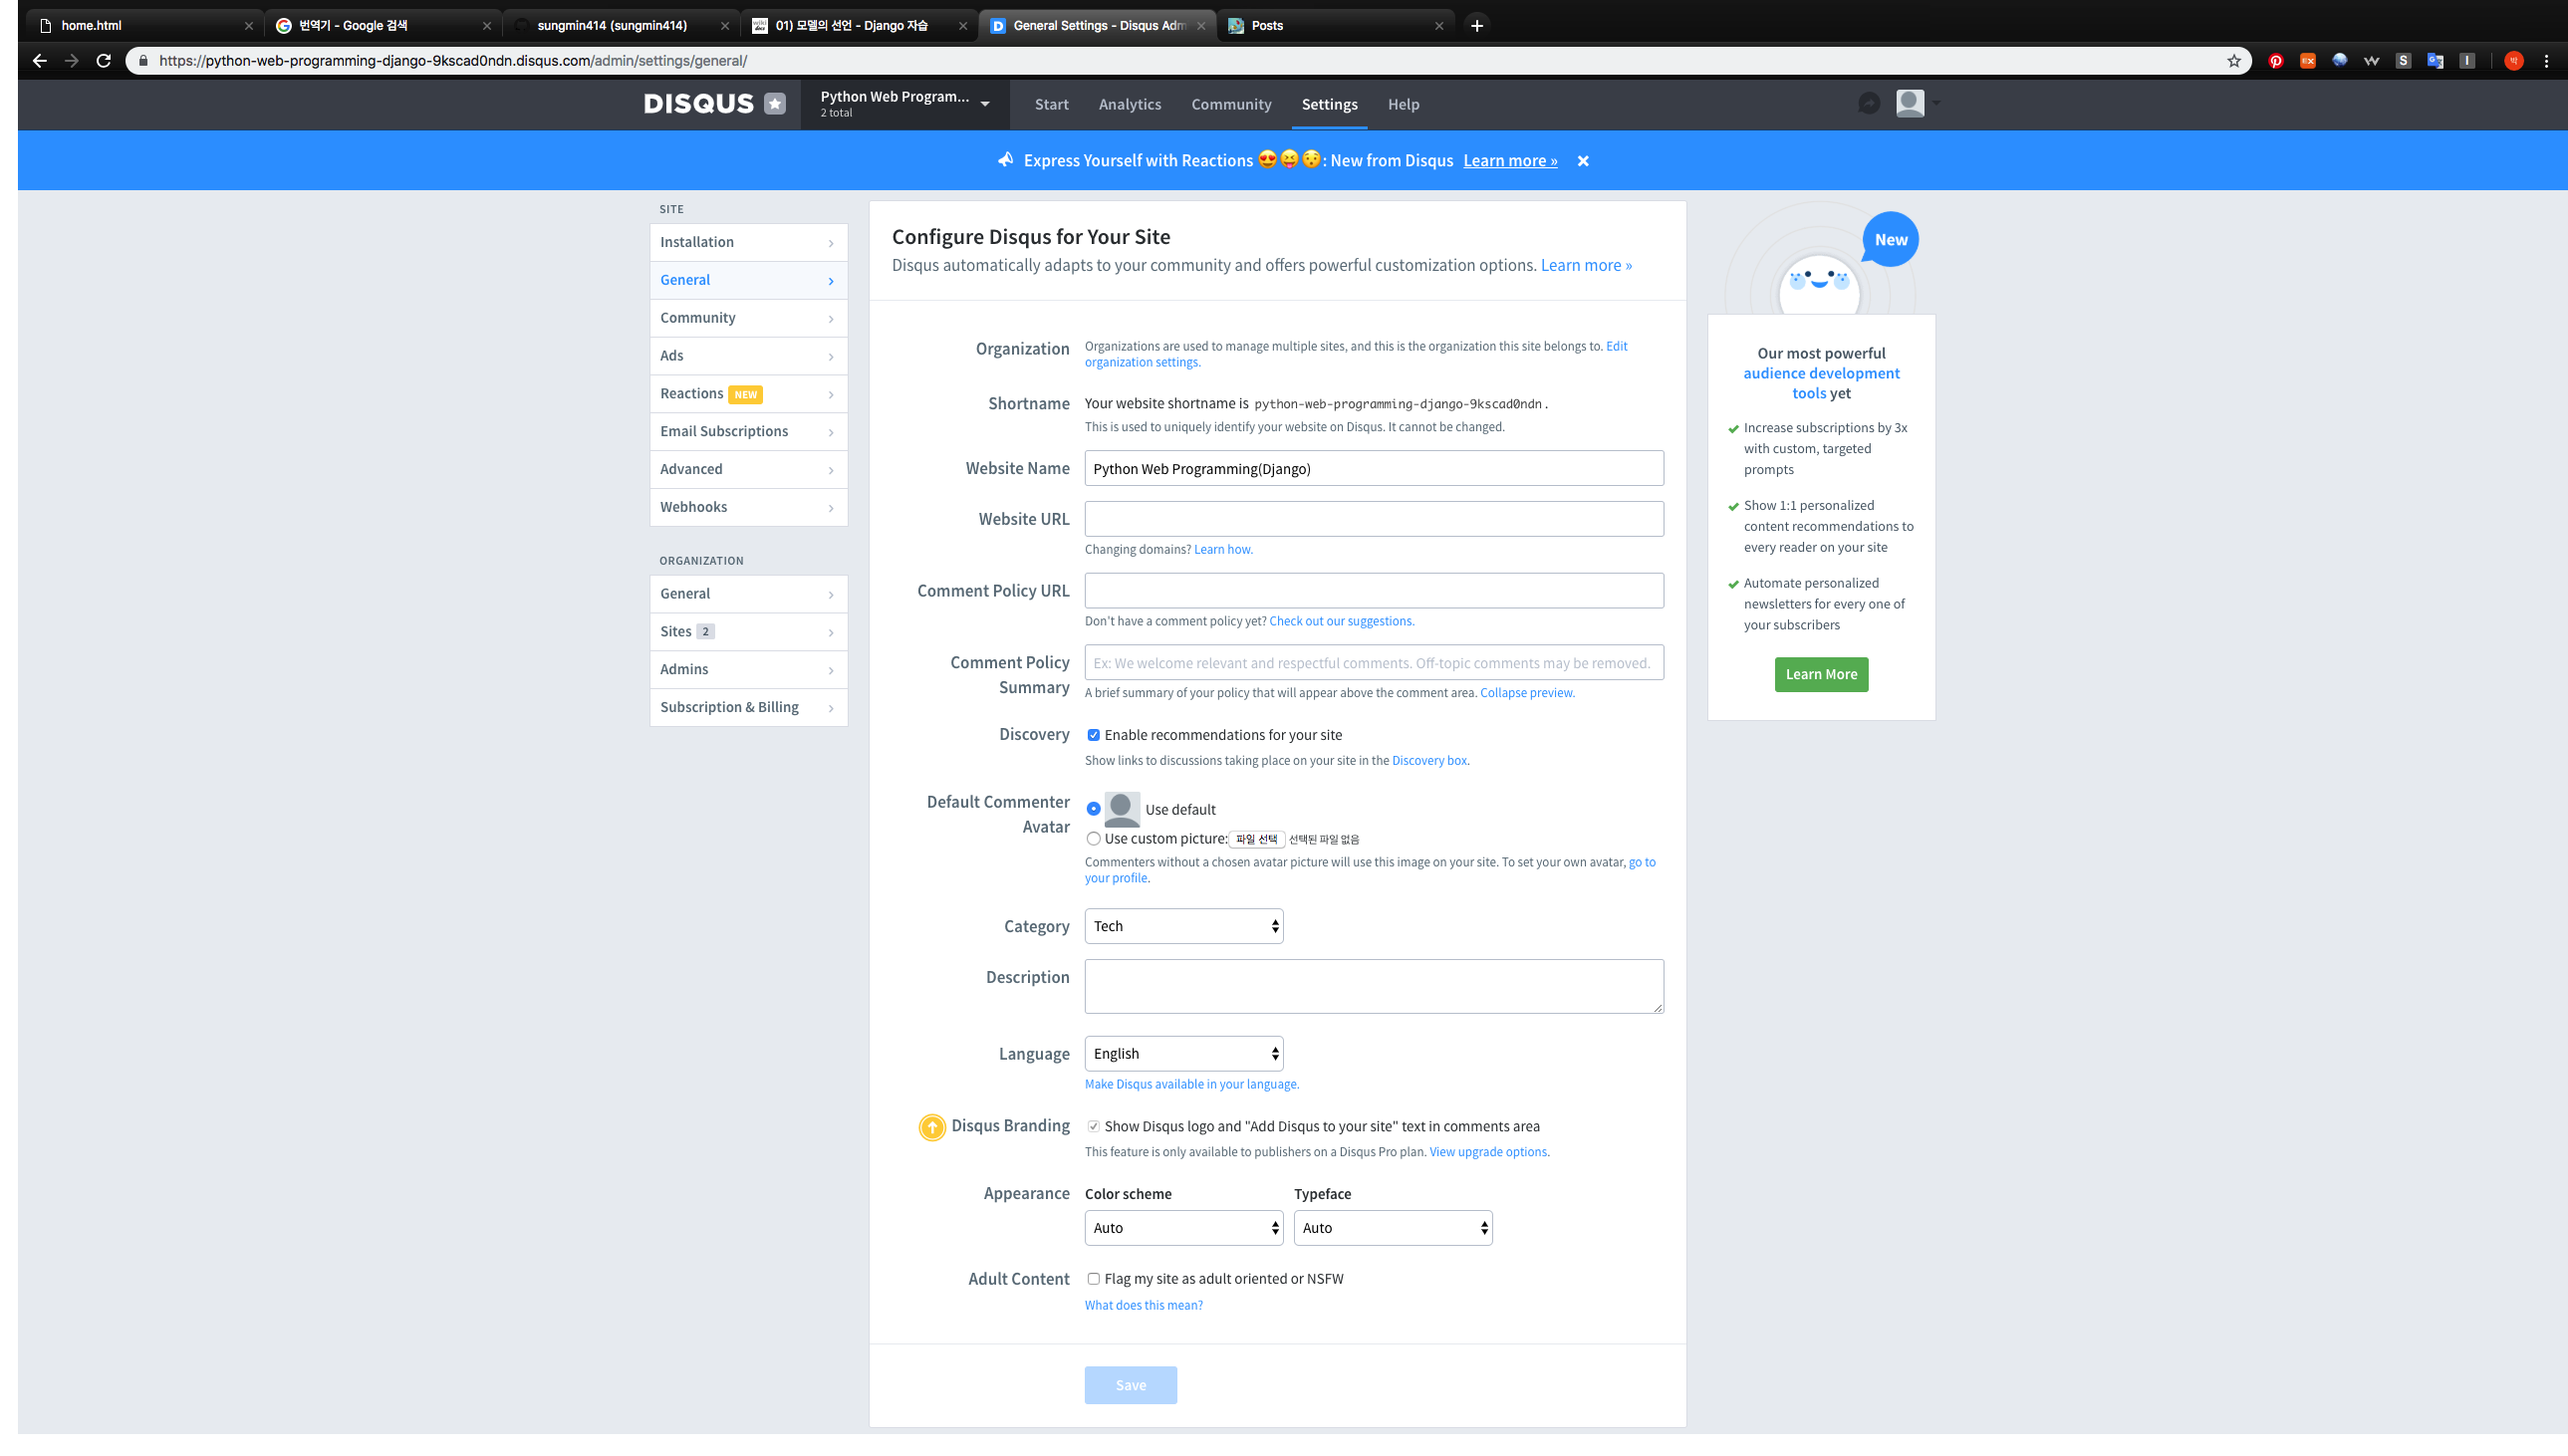 home.html
번역기 - Google 검색
sungmin414 (sungmin414)
01) 모델의 선언 - Django 자습
General Settings - Disqus Adm
Posts
https://python-web-programming-django-9kscad0ndn.disqus.com/admin/settings/general/
DISQUS
Python Web Program...
2 total
Start
Analytics
Community
Settings
Help
Express Yourself with Reactions 😍😝😯: New from Disqus Learn more »
SITE
Installation
General
Community
Ads
Reactions NEW
Email Subscriptions
Advanced
Webhooks
ORGANIZATION
General
Sites 2
Admins
Subscription & Billing
Configure Disqus for Your Site
Disqus automatically adapts to your community and offers powerful customization options. Learn more »
Organization
Organizations are used to manage multiple sites, and this is the organization this site belongs to. Edit
organization settings.
Shortname
Your website shortname is python-web-programming-django-9kscad0ndn.
This is used to uniquely identify your website on Disqus. It cannot be changed.
Website Name
Python Web Programming(Django)
Website URL
Changing domains? Learn how.
Comment Policy URL
Don't have a comment policy yet? Check out our suggestions.
Comment Policy
Summary
Ex: We welcome relevant and respectful comments. Off-topic comments may be removed.
A brief summary of your policy that will appear above the comment area. Collapse preview.
Discovery
Enable recommendations for your site
Show links to discussions taking place on your site in the Discovery box.
Default Commenter
Avatar
Use default
Use custom picture: 파일 선택 선택된 파일 없음
Commenters without a chosen avatar picture will use this image on your site. To set your own avatar, go to
your profile.
Category
Tech
Description
Language
English
Make Disqus available in your language.
Disqus Branding
Show Disqus logo and "Add Disqus to your site" text in comments area
This feature is only available to publishers on a Disqus Pro plan. View upgrade options.
Appearance
Color scheme
Typeface
Auto
Auto
Adult Content
Flag my site as adult oriented or NSFW
What does this mean?
Save
New
Our most powerful
audience development
tools yet
Increase subscriptions by 3x
with custom, targeted
prompts
Show 1:1 personalized
content recommendations to
every reader on your site
Automate personalized
newsletters for every one of
your subscribers
Learn More